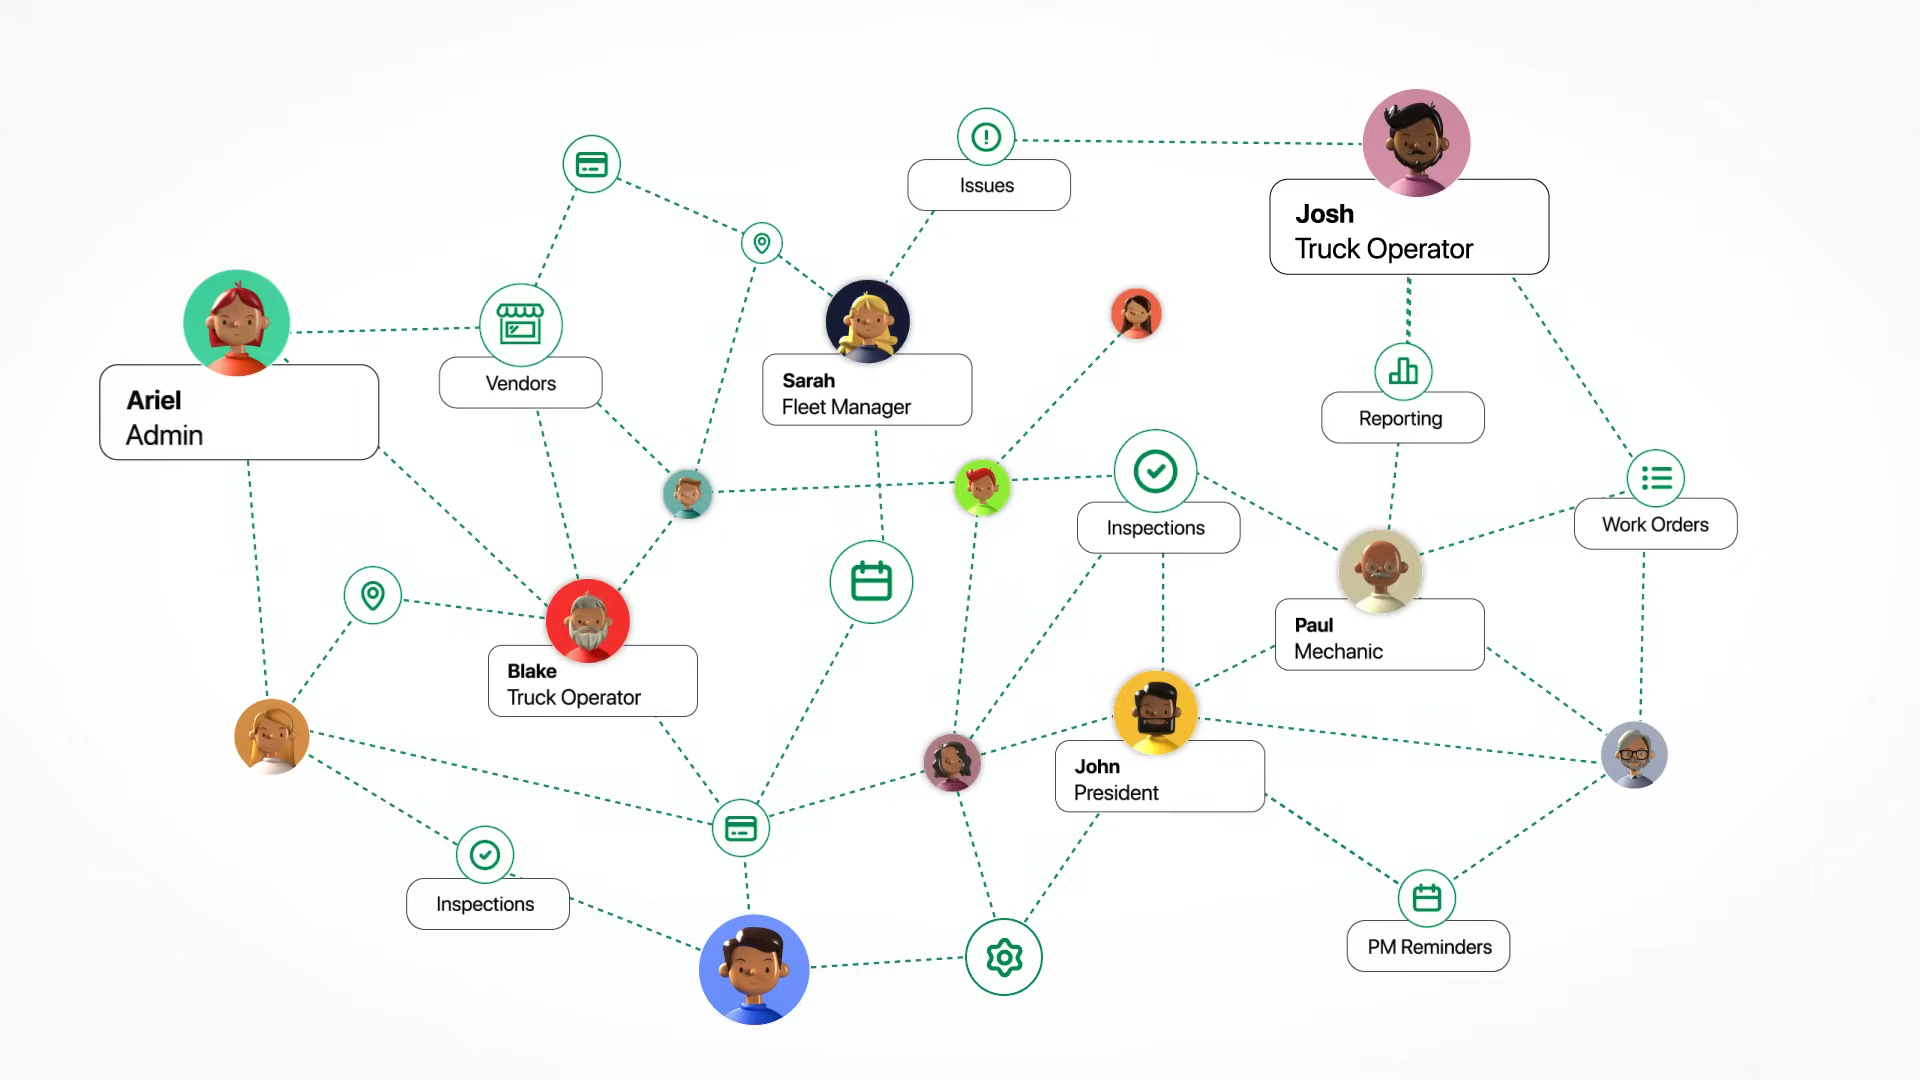 Issues
Josh
Truck Operator
Ariel
Admin
Vendors
Sarah
Fleet Manager
Reporting
Inspections
Work Orders
Blake
Truck Operator
Paul
Mechanic
John
President
Inspections
PM Reminders